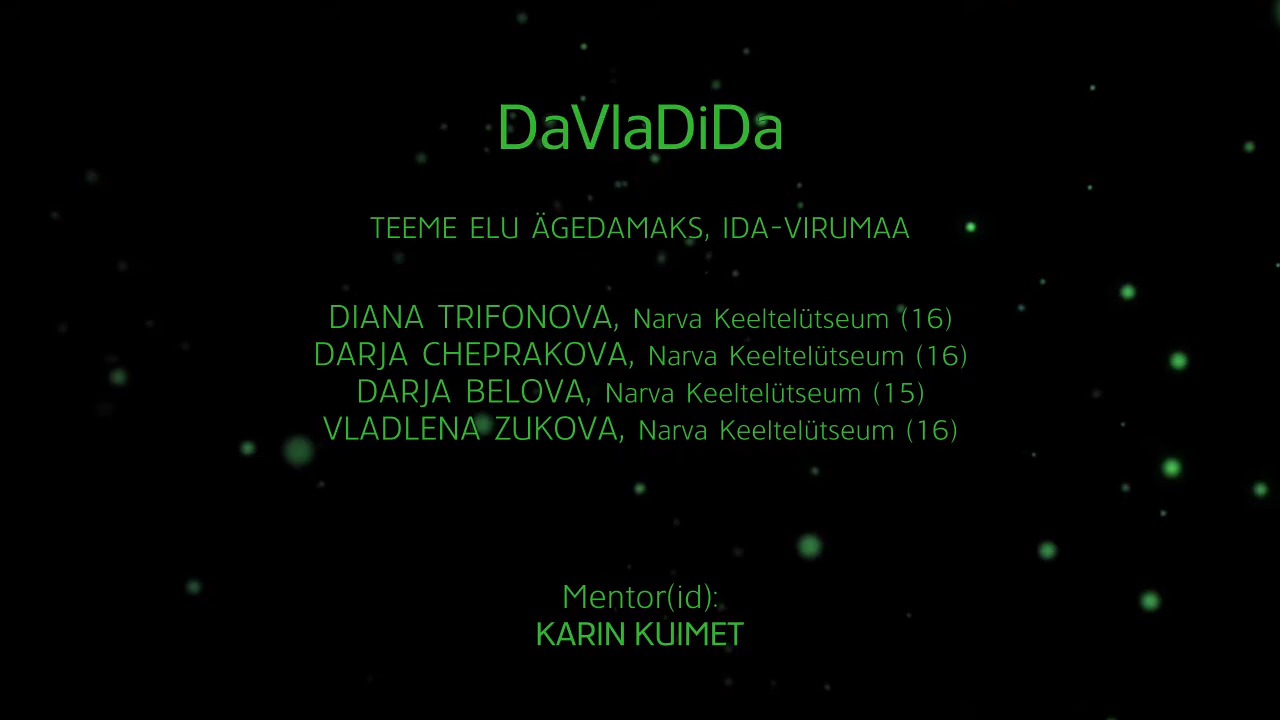 DaVlaDiDa
TEEME ELU ÄGEDAMAKS, IDA-VIRUMAA
DIANA TRIFONOVA, Narva Keeltelütseum (16)
DARJA CHEPRAKOVA, Narva Keeltelütseum (16)
DARJA BELOVA, Narva Keeltelütseum (15)
VLADLENA ZUKOVA, Narva Keeltelütseum (16)
Mentor(id):
KARIN KUIMET